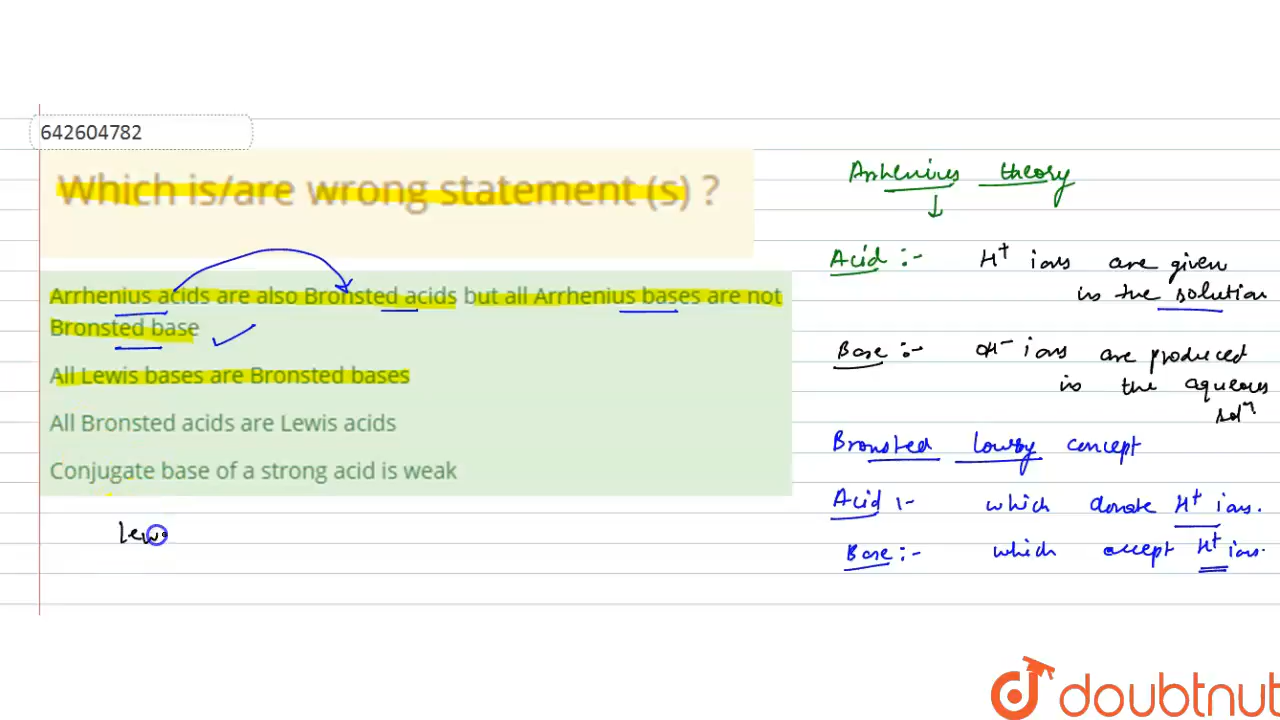 642604782
Which is/are wrong statement (s) ?
Arrhenius acids are also Bronsted acids but all Arrhenius bases are not
Bronsted base
All Lewis bases are Bronsted bases
All Bronsted acids are Lewis acids
Conjugate base of a strong acid is weak
Lew
Arrhenius theory
↓
Acid :- H⁺ ions are given
in the solution
Base :- OH⁻ ions are produced
in the aqueous
solⁿ
Bronsted lowry concept
Acid :- which donate H⁺ ions.
Base :- which accept H⁺ ions.
doubtnut